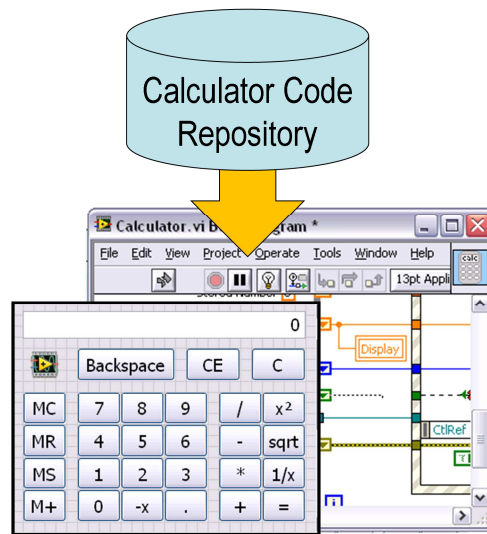 Calculator Code
Repository
Calculator.vi B gram *
File Edit View Project Operate Tools Window Help
13pt Appli
calc
Stored Number
0
Display
Backspace CE C
MC 7 8 9 / x²
MR 4 5 6 - sqrt
CtlRef
MS 1 2 3 * 1/x
?
M+ 0 -x . + =
i